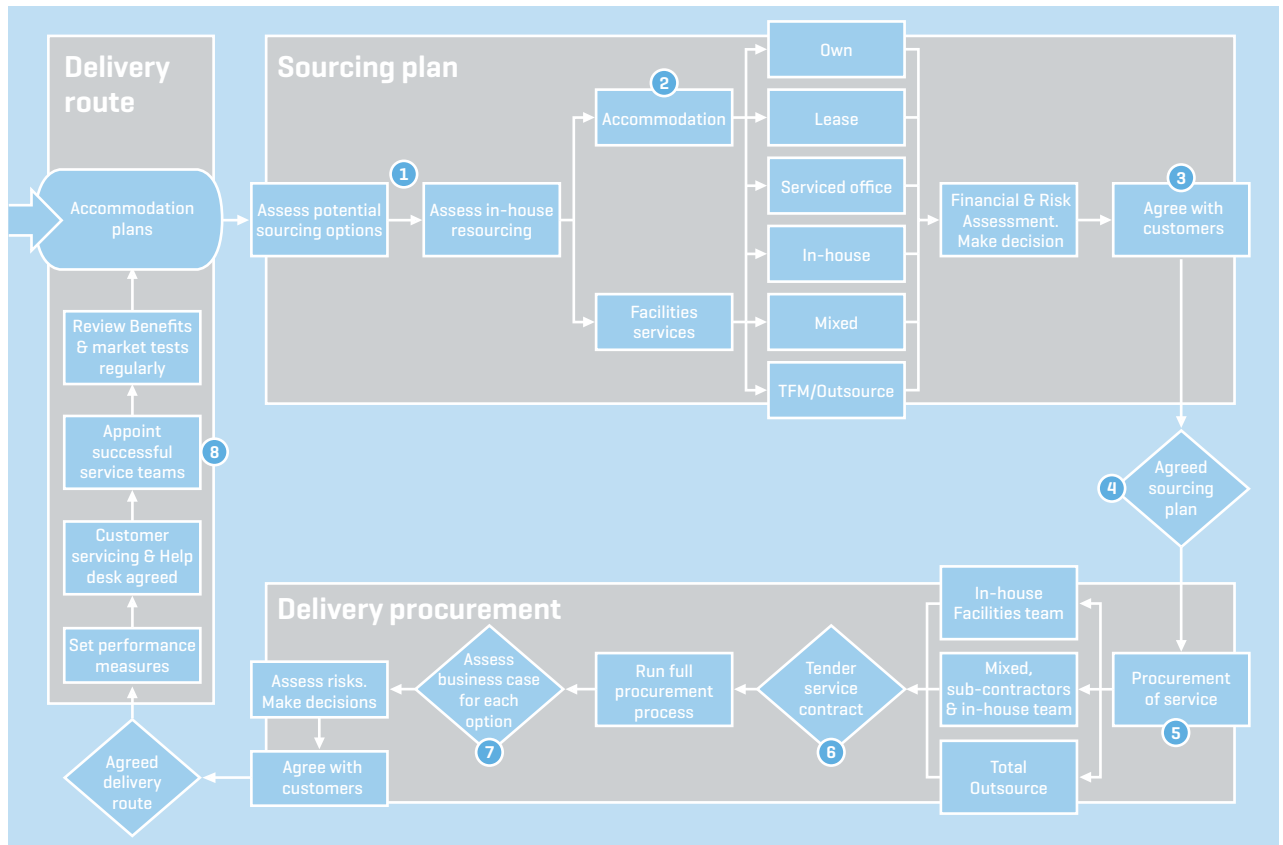 Delivery
route
Sourcing plan
Accommodation
plans
1
Assess potential
sourcing options
Assess in-house
resourcing
2
Accommodation
Facilities
services
Own
Lease
Serviced office
In-house
Mixed
TFM/Outsource
Financial & Risk
Assessment.
Make decision
3
Agree with
customers
4
Agreed
sourcing
plan
Delivery procurement
Procurement
of service
5
In-house
Facilities team
Mixed,
sub-contractors
& in-house team
Total
Outsource
Tender
service
contract
6
Run full
procurement
process
Assess
business case
for each
option
7
Assess risks.
Make decisions
Agree with
customers
Agreed
delivery
route
Set performance
measures
Customer
servicing & Help
desk agreed
Appoint
successful
service teams
8
Review Benefits
& market tests
regularly